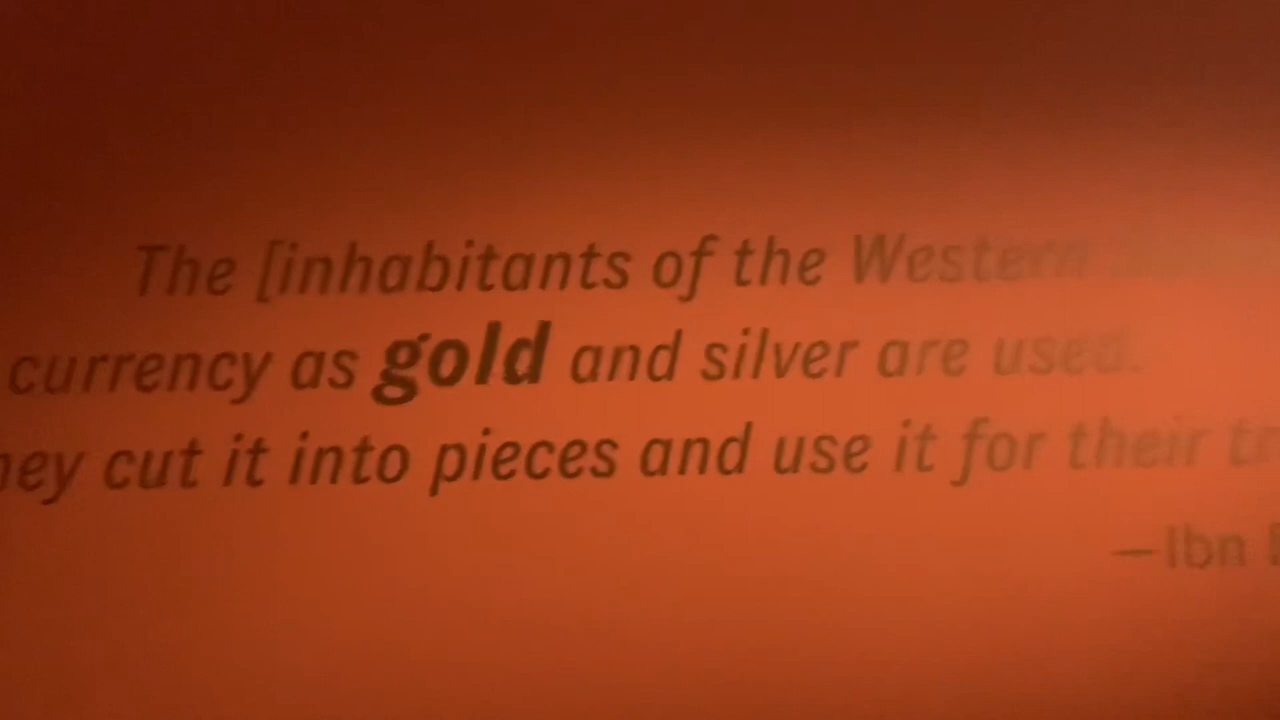 The [inhabitants of the Western
currency as gold and silver are used.
cut it into pieces and use it for their
—Ibn